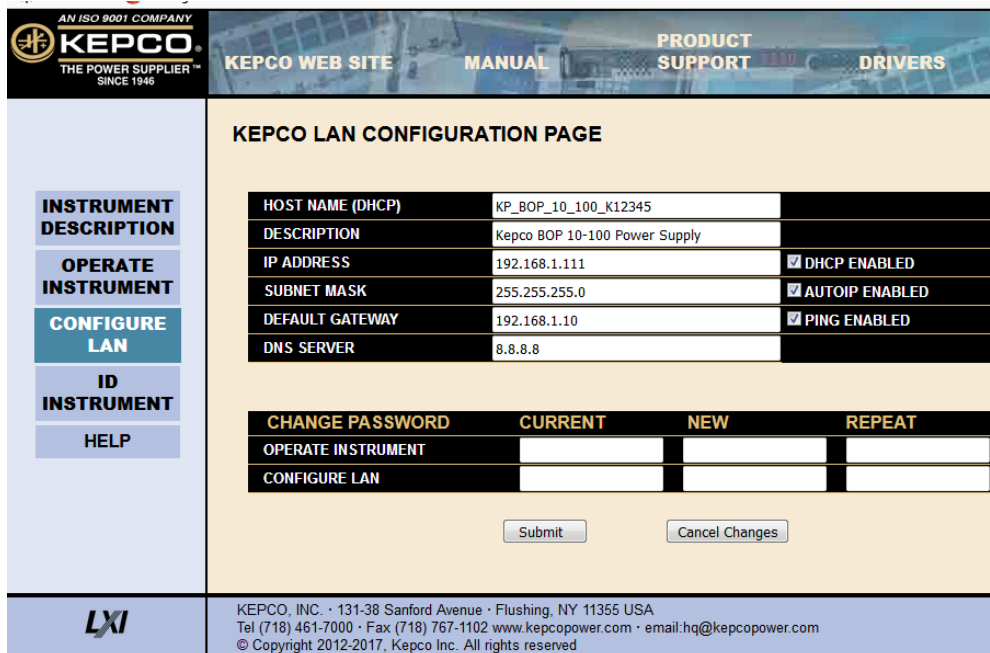 AN ISO 9001 COMPANY
KEPCO®
THE POWER SUPPLIER™
SINCE 1946
KEPCO WEB SITE
MANUAL
PRODUCT
SUPPORT
DRIVERS
INSTRUMENT
DESCRIPTION
OPERATE
INSTRUMENT
CONFIGURE
LAN
ID
INSTRUMENT
HELP
KEPCO LAN CONFIGURATION PAGE
HOST NAME (DHCP) KP_BOP_10_100_K12345
DESCRIPTION Kepco BOP 10-100 Power Supply
IP ADDRESS 192.168.1.111 DHCP ENABLED
SUBNET MASK 255.255.255.0 AUTOIP ENABLED
DEFAULT GATEWAY 192.168.1.10 PING ENABLED
DNS SERVER 8.8.8.8
CHANGE PASSWORD CURRENT NEW REPEAT
OPERATE INSTRUMENT
CONFIGURE LAN
Submit Cancel Changes
LXI
KEPCO, INC. · 131-38 Sanford Avenue · Flushing, NY 11355 USA
Tel (718) 461-7000 · Fax (718) 767-1102 www.kepcopower.com · email:hq@kepcopower.com
© Copyright 2012-2017, Kepco Inc. All rights reserved